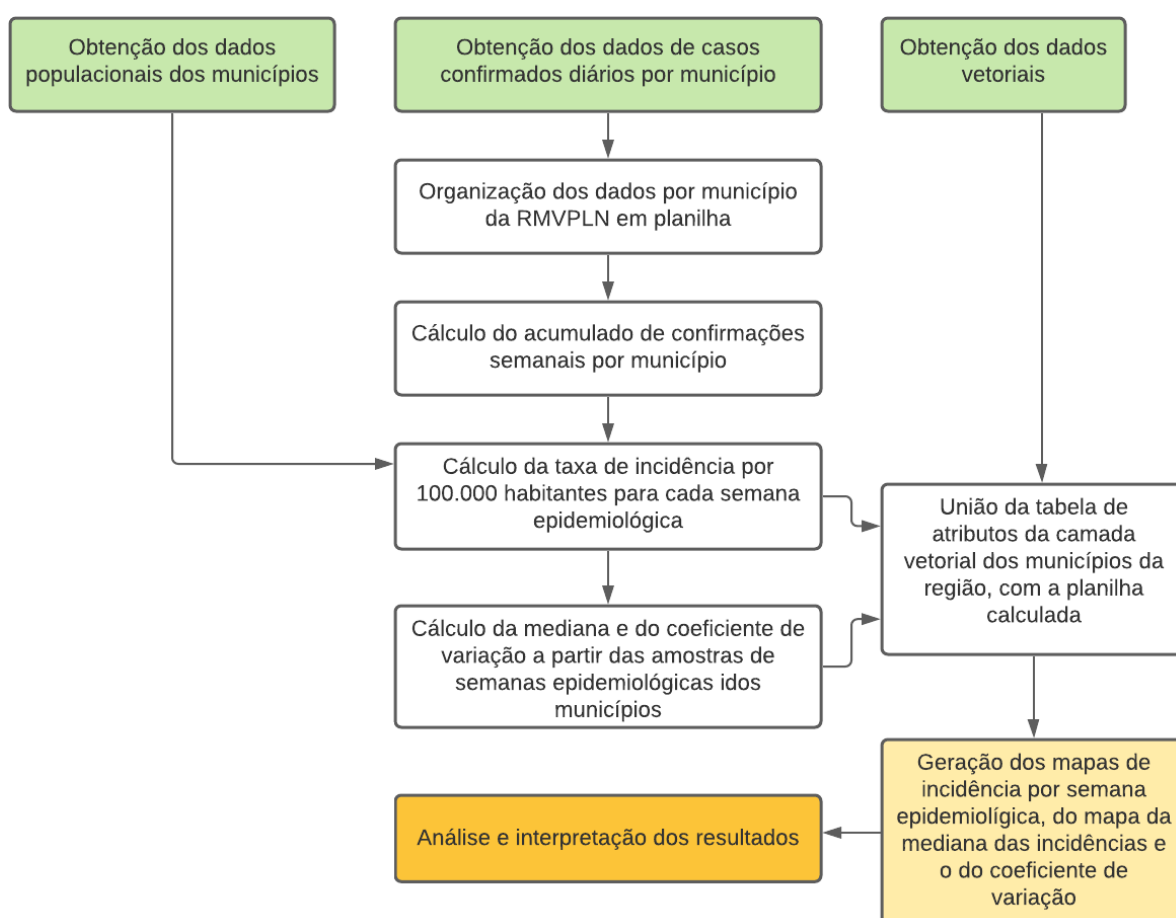 Obtenção dos dados
populacionais dos municípios
Obtenção dos dados de casos
confirmados diários por município
Obtenção dos dados
vetoriais
Organização dos dados por município
da RMVPLN em planilha
Cálculo do acumulado de confirmações
semanais por município
Cálculo da taxa de incidência por
100.000 habitantes para cada semana
epidemiológica
União da tabela de
atributos da camada
vetorial dos municípios da
região, com a planilha
calculada
Cálculo da mediana e do coeficiente de
variação a partir das amostras de
semanas epidemiológicas idos
municípios
Geração dos mapas de
incidência por semana
epidemiolígica, do mapa da
mediana das incidências e
o do coeficiente de
variação
Análise e interpretação dos resultados